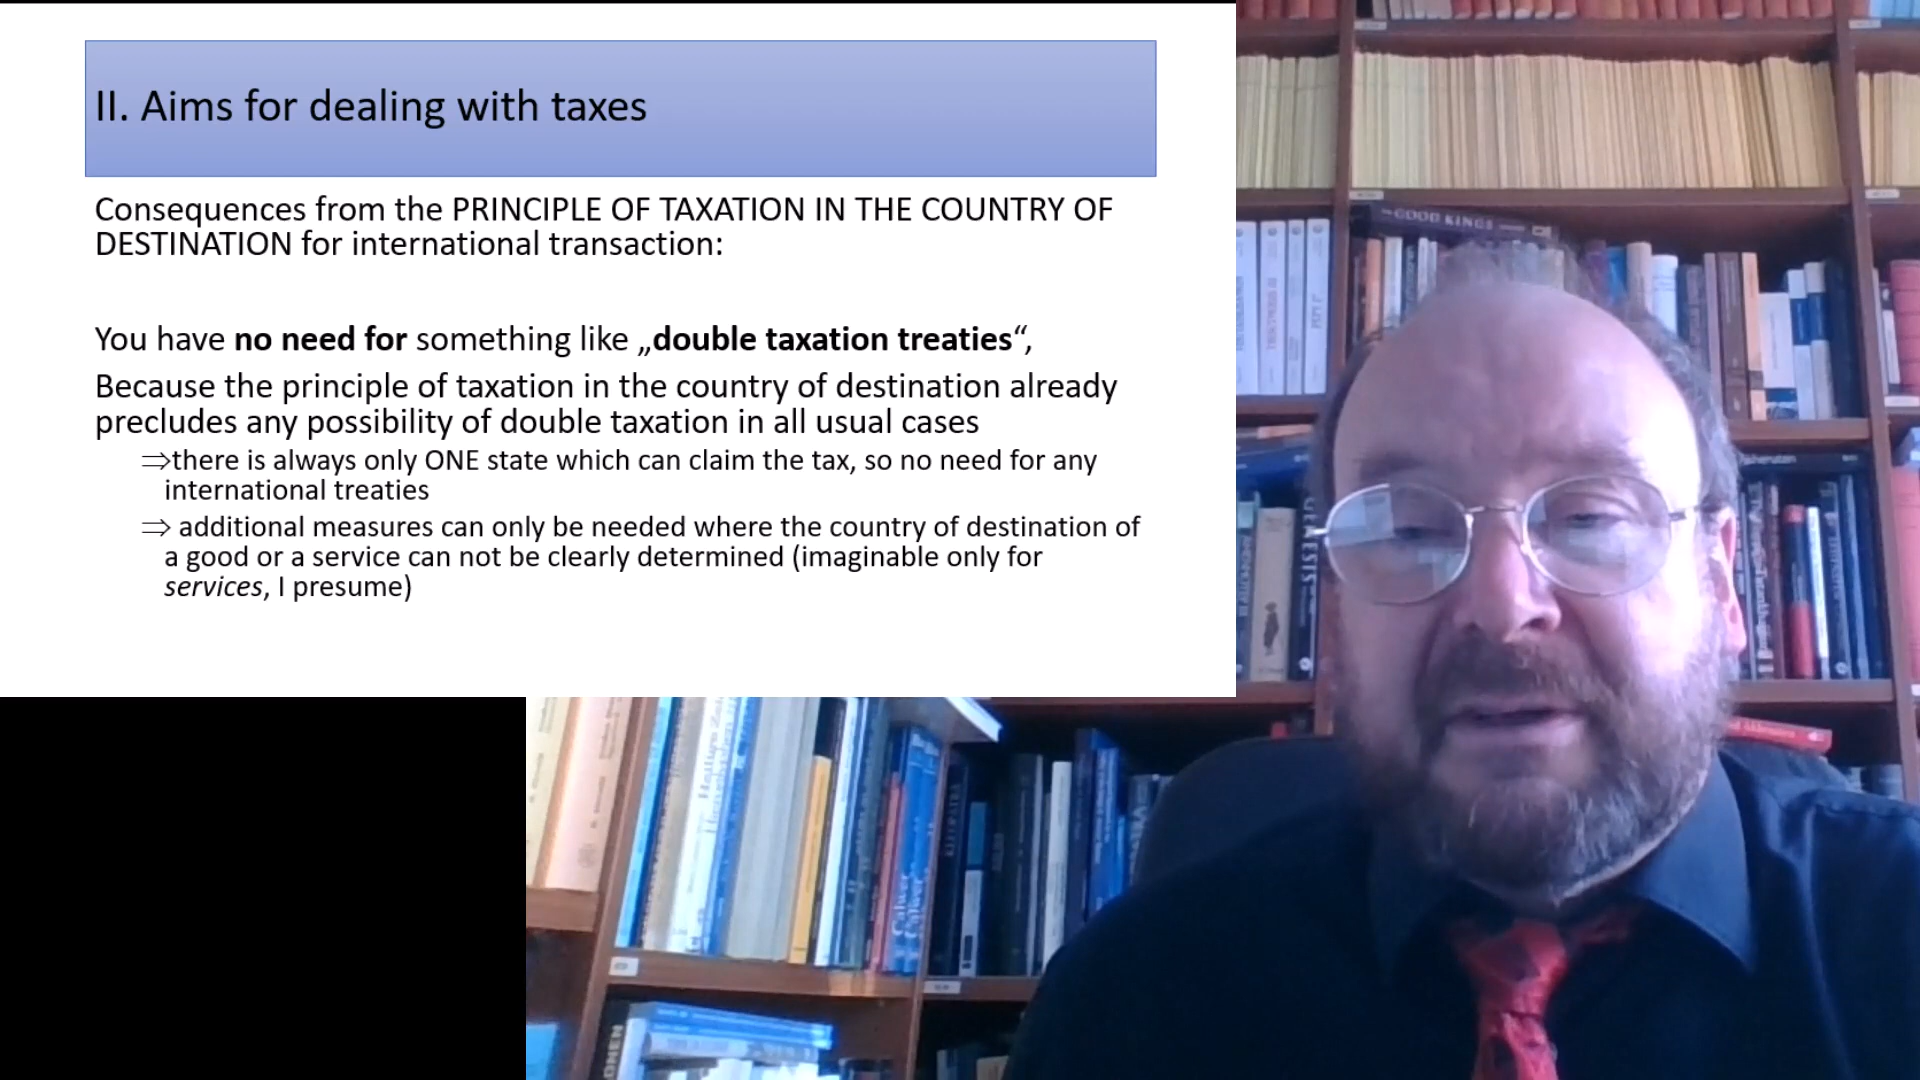 II. Aims for dealing with taxes
Consequences from the PRINCIPLE OF TAXATION IN THE COUNTRY OF
DESTINATION for international transaction:
You have no need for something like „double taxation treaties“,
Because the principle of taxation in the country of destination already
precludes any possibility of double taxation in all usual cases
⇒there is always only ONE state which can claim the tax, so no need for any
international treaties
⇒ additional measures can only be needed where the country of destination of
a good or a service can not be clearly determined (imaginable only for
services, I presume)
GOOD KINGS